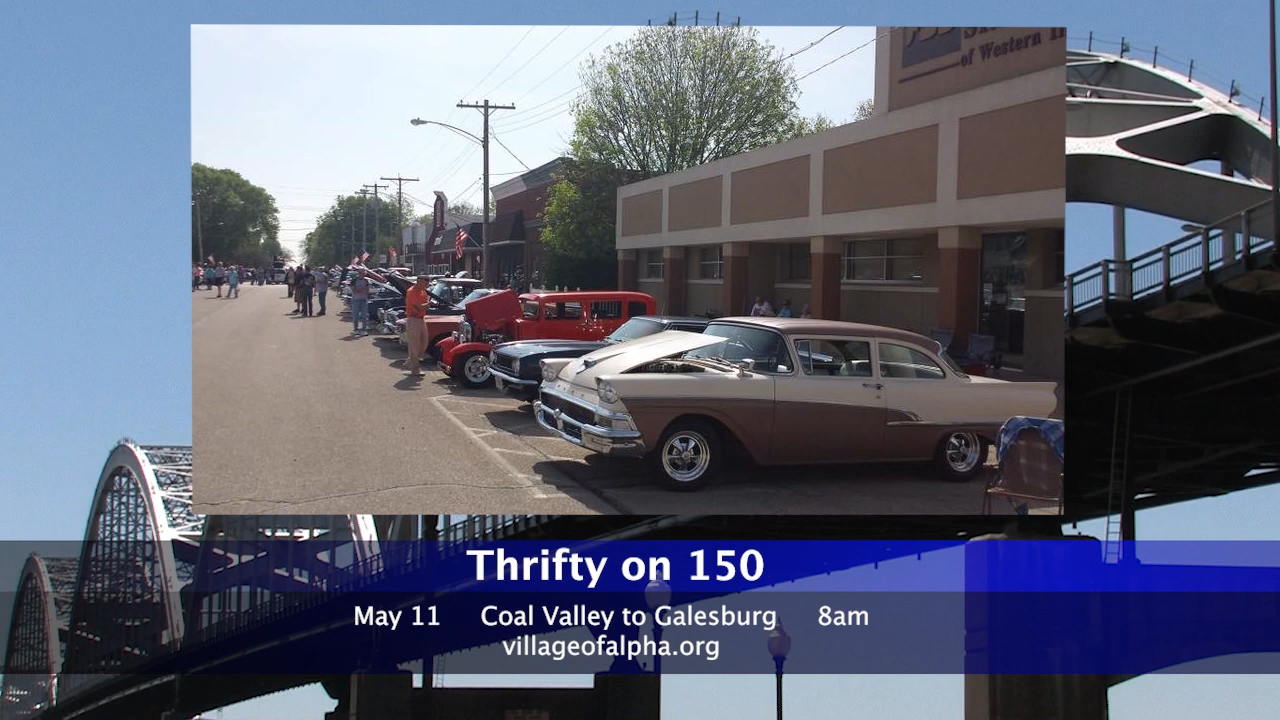 of Western
Thrifty on 150
May 11 Coal Valley to Galesburg 8am
villageofalpha.org